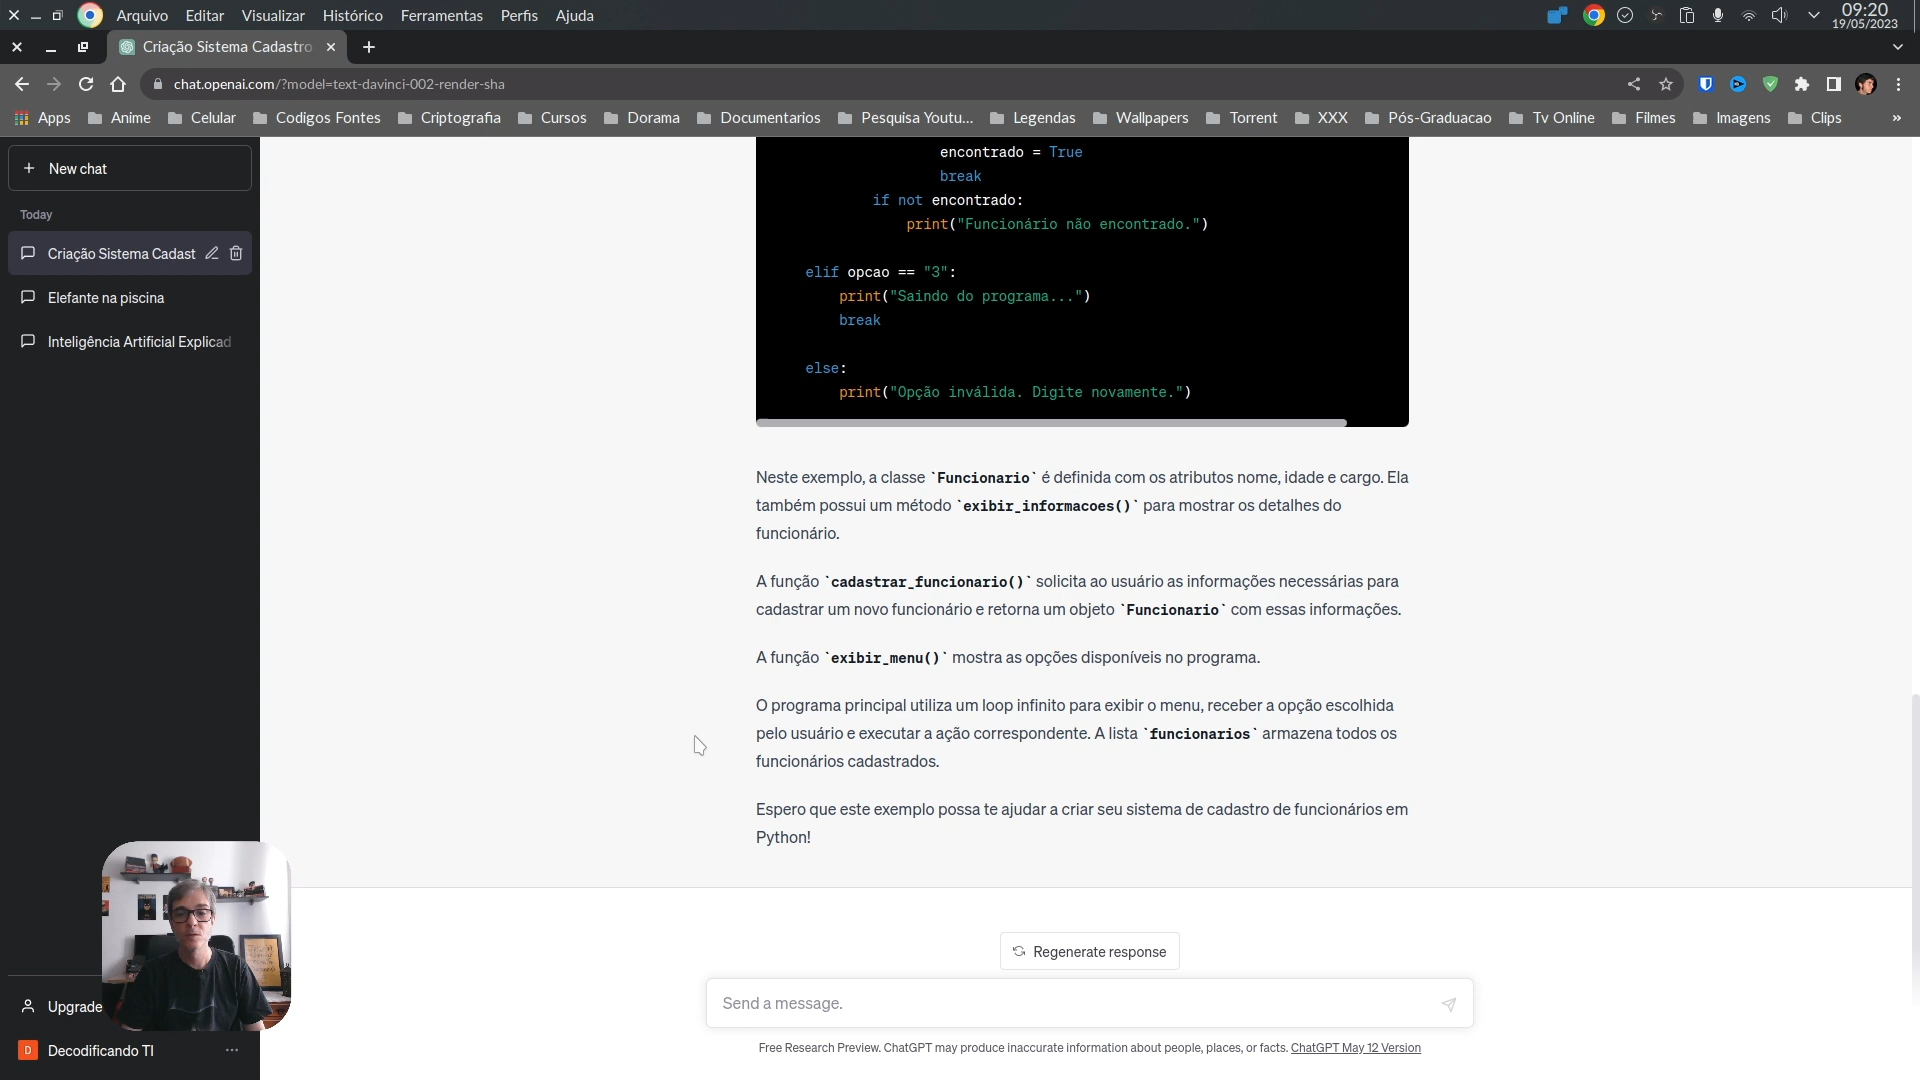 Arquivo Editar Visualizar Histórico Ferramentas Perfis Ajuda
09:20
19/05/2023
Criação Sistema Cadastro
chat.openai.com/?model=text-davinci-002-render-sha
Apps Anime Celular Codigos Fontes Criptografia Cursos Dorama Documentarios Pesquisa Youtu... Legendas Wallpapers Torrent XXX Pós-Graduacao Tv Online Filmes Imagens Clips »
New chat
Today
Criação Sistema Cadast
Elefante na piscina
Inteligência Artificial Explicad
Upgrade
D Decodificando TI
encontrado = True
break
if not encontrado:
print("Funcionário não encontrado.")
elif opcao == "3":
print("Saindo do programa...")
break
else:
print("Opção inválida. Digite novamente.")
Neste exemplo, a classe `Funcionario` é definida com os atributos nome, idade e cargo. Ela
também possui um método `exibir_informacoes()` para mostrar os detalhes do
funcionário.
A função `cadastrar_funcionario()` solicita ao usuário as informações necessárias para
cadastrar um novo funcionário e retorna um objeto `Funcionario` com essas informações.
A função `exibir_menu()` mostra as opções disponíveis no programa.
O programa principal utiliza um loop infinito para exibir o menu, receber a opção escolhida
pelo usuário e executar a ação correspondente. A lista `funcionarios` armazena todos os
funcionários cadastrados.
Espero que este exemplo possa te ajudar a criar seu sistema de cadastro de funcionários em
Python!
Regenerate response
Send a message.
Free Research Preview. ChatGPT may produce inaccurate information about people, places, or facts. ChatGPT May 12 Version